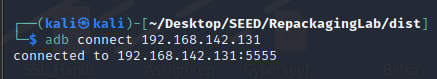 ┌──(kali㉿kali)-[~/Desktop/SEED/RepackagingLab/dist]
└─$ adb connect 192.168.142.131
connected to 192.168.142.131:5555